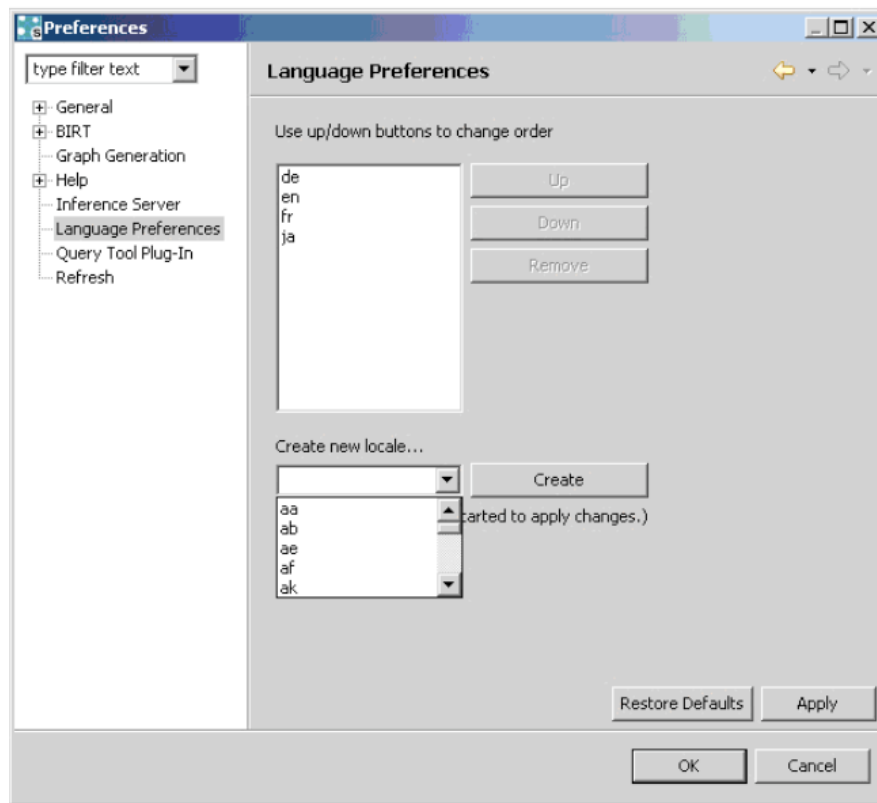 Preferences
type filter text
General
BIRT
Graph Generation
Help
Inference Server
Language Preferences
Query Tool Plug-In
Refresh
Language Preferences
Use up/down buttons to change order
de
en
fr
ja
Up
Down
Remove
Create new locale...
Create
arted to apply changes.)
aa
ab
ae
af
ak
Restore Defaults
Apply
OK
Cancel